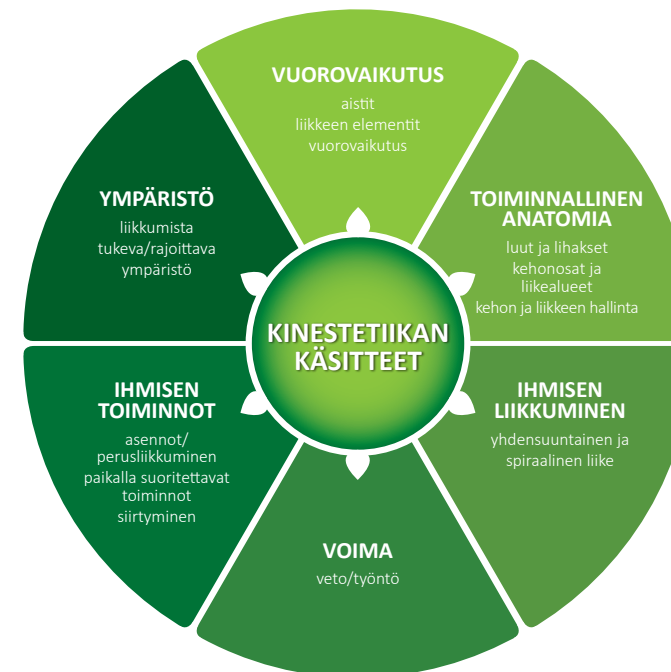 VUOROVAIKUTUS
aistit
liikkeen elementit
vuorovaikutus
TOIMINNALLINEN
ANATOMIA
luut ja lihakset
kehonosat ja
liikealueet
kehon ja liikkeen hallinta
IHMISEN
LIIKKUMINEN
yhdensuuntainen ja
spiraalinen liike
VOIMA
veto/työntö
IHMISEN
TOIMINNOT
asennot/
perusliikkuminen
paikalla suoritettavat
toiminnot
siirtyminen
YMPÄRISTÖ
liikkumista
tukeva/rajoittava
ympäristö
KINESTETIIKAN
KÄSITTEET